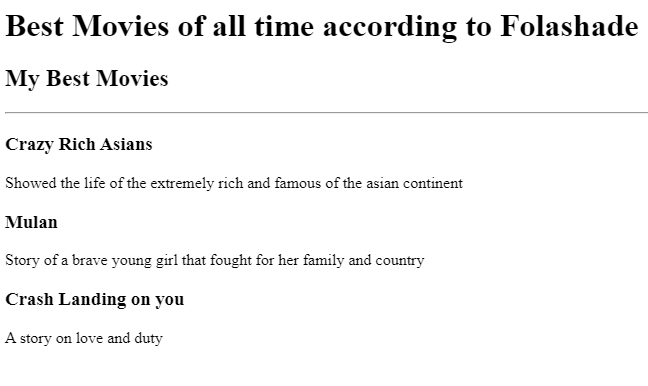 Best Movies of all time according to Folashade
My Best Movies
Crazy Rich Asians
Showed the life of the extremely rich and famous of the asian continent
Mulan
Story of a brave young girl that fought for her family and country
Crash Landing on you
A story on love and duty